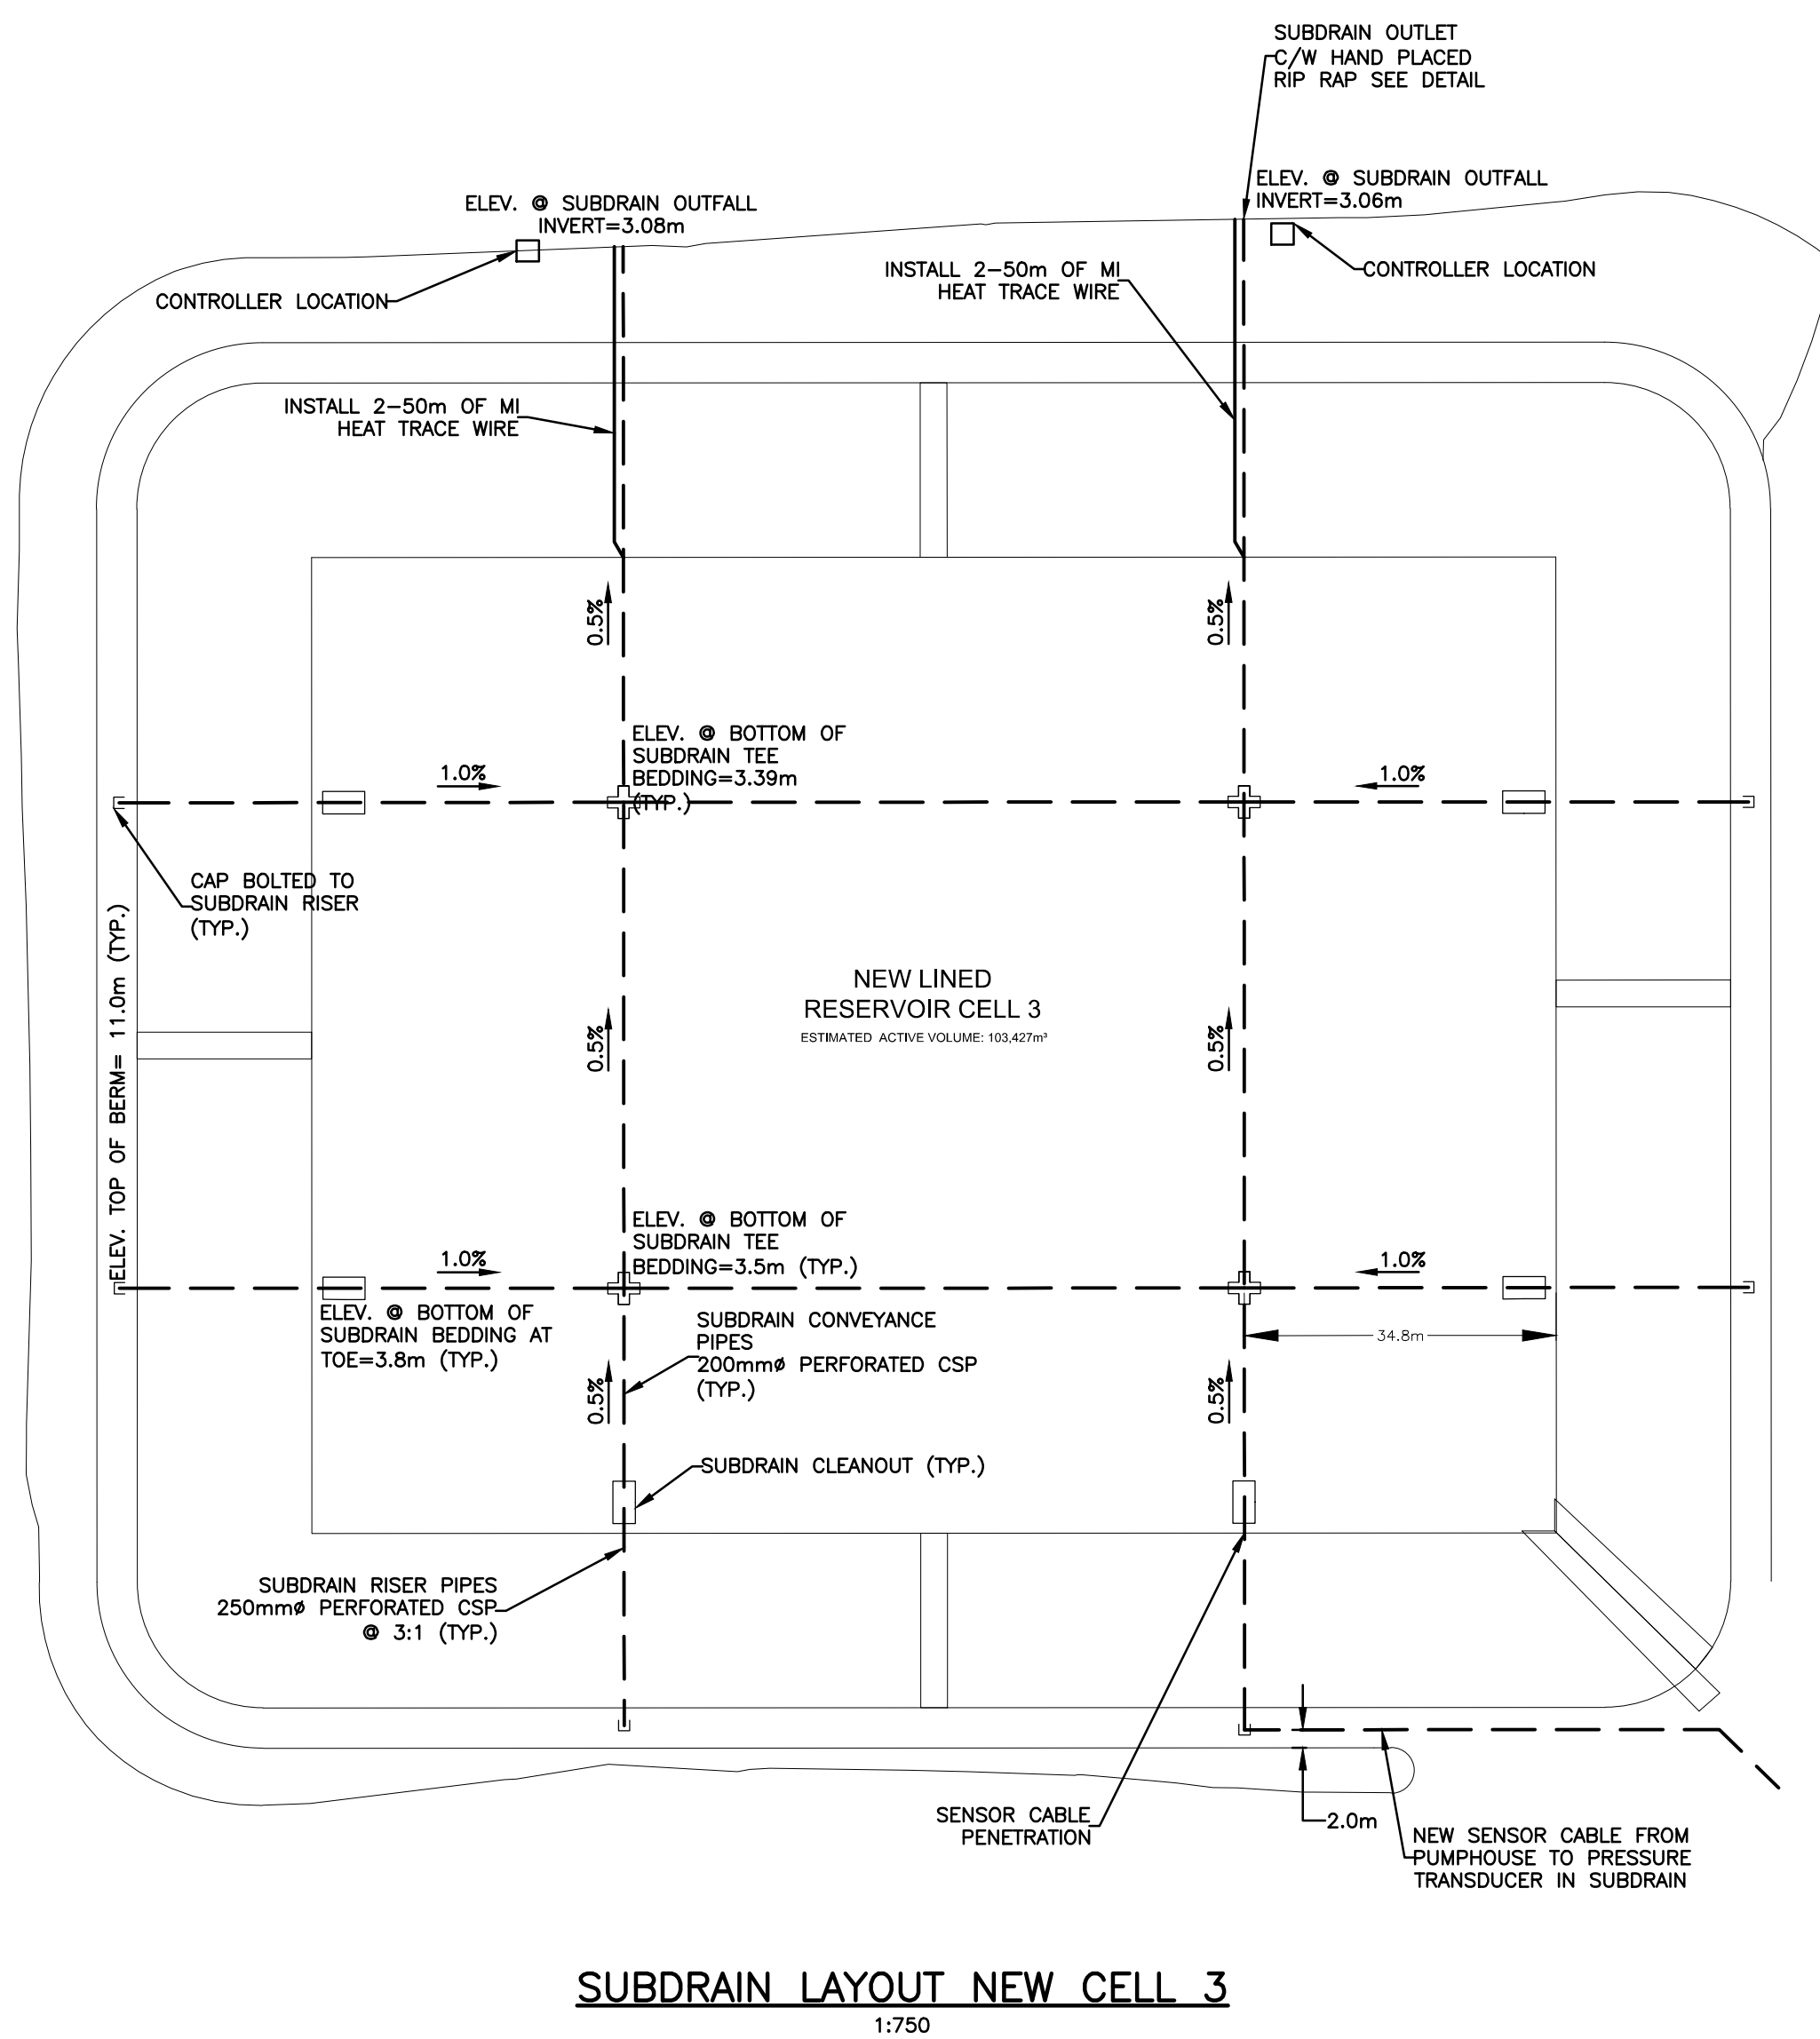 SUBDRAIN OUTLET
C/W HAND PLACED
RIP RAP SEE DETAIL
ELEV. @ SUBDRAIN OUTFALL
INVERT=3.06m
ELEV. @ SUBDRAIN OUTFALL
INVERT=3.08m
INSTALL 2-50m OF MI
HEAT TRACE WIRE
CONTROLLER LOCATION
CONTROLLER LOCATION
INSTALL 2-50m OF MI
HEAT TRACE WIRE
0.5%
0.5%
ELEV. @ BOTTOM OF
SUBDRAIN TEE
BEDDING=3.39m
(TYP.)
1.0%
1.0%
CAP BOLTED TO
SUBDRAIN RISER
(TYP.)
ELEV. TOP OF BERM= 11.0m (TYP.)
NEW LINED
RESERVOIR CELL 3
ESTIMATED ACTIVE VOLUME: 103,427m³
0.5%
0.5%
ELEV. @ BOTTOM OF
SUBDRAIN TEE
BEDDING=3.5m (TYP.)
1.0%
1.0%
ELEV. @ BOTTOM OF
SUBDRAIN BEDDING AT
TOE=3.8m (TYP.)
SUBDRAIN CONVEYANCE
PIPES
200mmø PERFORATED CSP
(TYP.)
34.8m
0.5%
0.5%
SUBDRAIN CLEANOUT (TYP.)
SUBDRAIN RISER PIPES
250mmø PERFORATED CSP
@ 3:1 (TYP.)
SENSOR CABLE
PENETRATION
2.0m
NEW SENSOR CABLE FROM
PUMPHOUSE TO PRESSURE
TRANSDUCER IN SUBDRAIN
SUBDRAIN LAYOUT NEW CELL 3
1:750